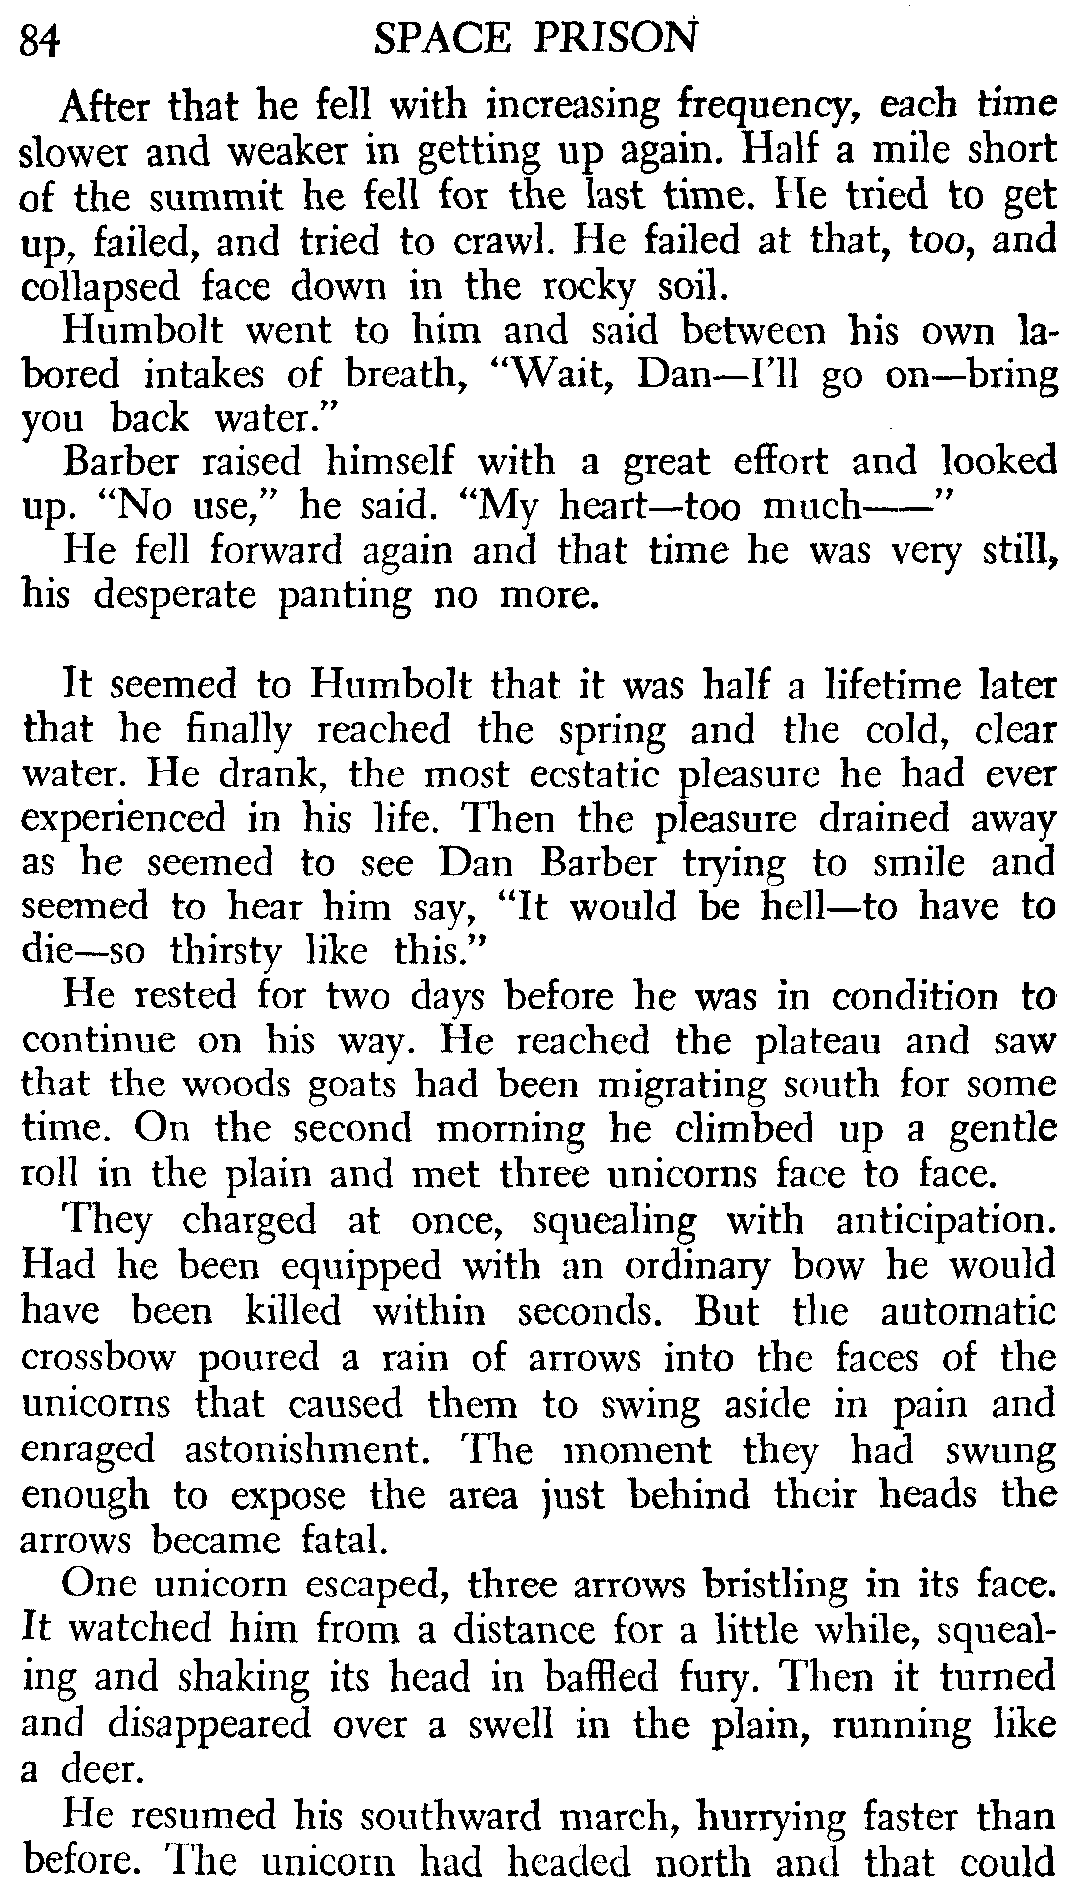 84 SPACE PRISON
After that he fell with increasing frequency, each time
slower and weaker in getting up again. Half a mile short
of the summit he fell for the last time. He tried to get
up, failed, and tried to crawl. He failed at that, too, and
collapsed face down in the rocky soil.
Humbolt went to him and said between his own la-
bored intakes of breath, “Wait, Dan—I’ll go on—bring
you back water.”
Barber raised himself with a great effort and looked
up. “No use,” he said. “My heart—too much——”
He fell forward again and that time he was very still,
his desperate panting no more.
It seemed to Humbolt that it was half a lifetime later
that he finally reached the spring and the cold, clear
water. He drank, the most ecstatic pleasure he had ever
experienced in his life. Then the pleasure drained away
as he seemed to see Dan Barber trying to smile and
seemed to hear him say, “It would be hell—to have to
die—so thirsty like this.”
He rested for two days before he was in condition to
continue on his way. He reached the plateau and saw
that the woods goats had been migrating south for some
time. On the second morning he climbed up a gentle
roll in the plain and met three unicorns face to face.
They charged at once, squealing with anticipation.
Had he been equipped with an ordinary bow he would
have been killed within seconds. But the automatic
crossbow poured a rain of arrows into the faces of the
unicorns that caused them to swing aside in pain and
enraged astonishment. The moment they had swung
enough to expose the area just behind their heads the
arrows became fatal.
One unicorn escaped, three arrows bristling in its face.
It watched him from a distance for a little while, squeal-
ing and shaking its head in baffled fury. Then it turned
and disappeared over a swell in the plain, running like
a deer.
He resumed his southward march, hurrying faster than
before. The unicorn had headed north and that could